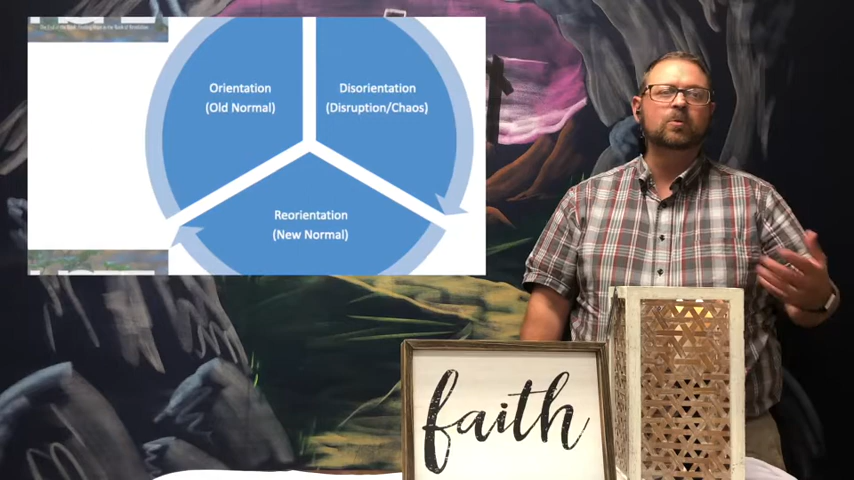 Orientation
(Old Normal)
Disorientation
(Disruption/Chaos)
Reorientation
(New Normal)
faith